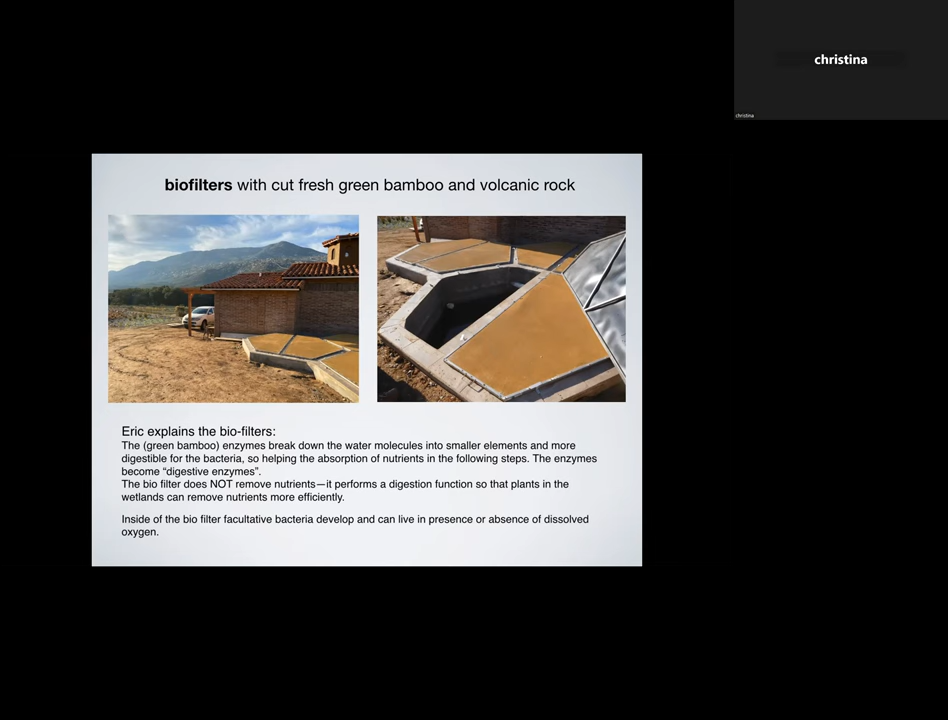 christina
christina
biofilters with cut fresh green bamboo and volcanic rock
Eric explains the bio-filters:
The (green bamboo) enzymes break down the water molecules into smaller elements and more
digestible for the bacteria, so helping the absorption of nutrients in the following steps. The enzymes
become “digestive enzymes”.
The bio filter does NOT remove nutrients—it performs a digestion function so that plants in the
wetlands can remove nutrients more efficiently.
Inside of the bio filter facultative bacteria develop and can live in presence or absence of dissolved
oxygen.